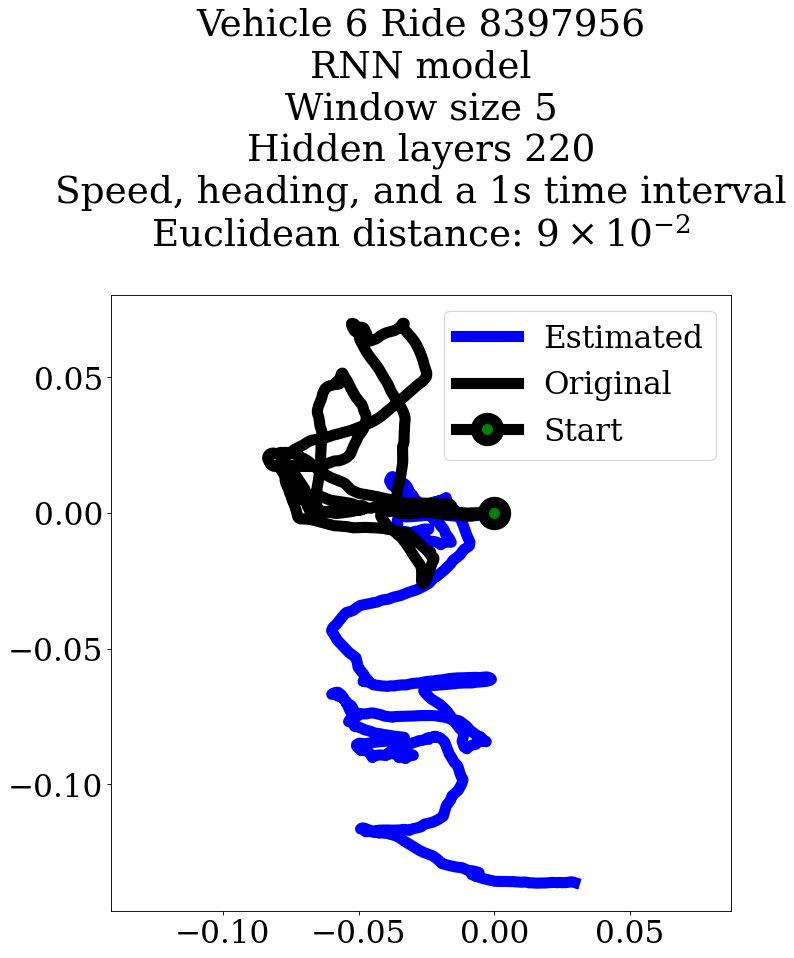 Vehicle 6 Ride 8397956
RNN model
Window size 5
Hidden layers 220
Speed, heading, and a 1s time interval
Euclidean distance: 9 × 10⁻²
Estimated
Original
Start
0.05
0.00
−0.05
−0.10
−0.10 −0.05 0.00 0.05